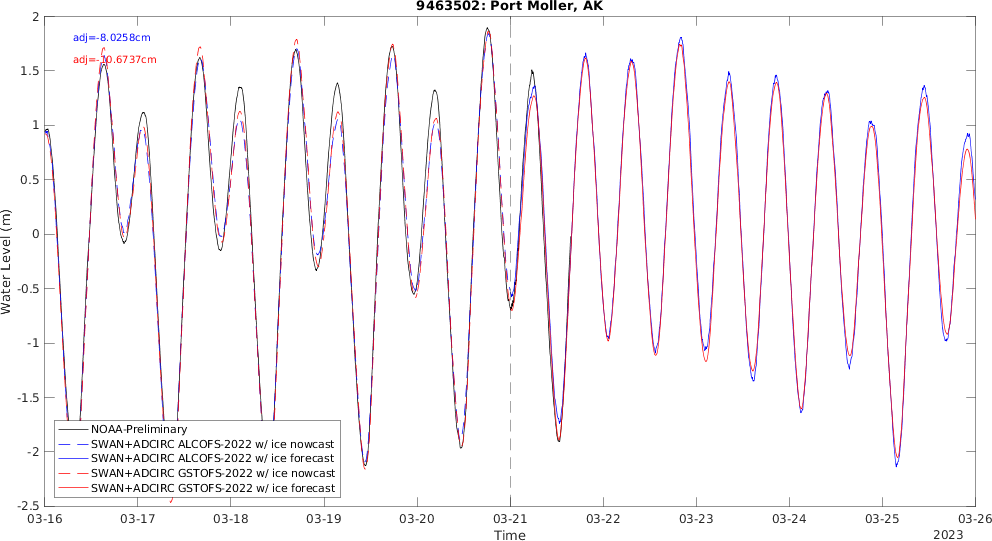 9463502: Port Moller, AK
adj=-8.0258cm
adj=-10.6737cm
Water Level (m)
2
1.5
1
0.5
0
-0.5
-1
-1.5
-2
-2.5
NOAA-Preliminary
SWAN+ADCIRC ALCOFS-2022 w/ ice nowcast
SWAN+ADCIRC ALCOFS-2022 w/ ice forecast
SWAN+ADCIRC GSTOFS-2022 w/ ice nowcast
SWAN+ADCIRC GSTOFS-2022 w/ ice forecast
03-16 03-17 03-18 03-19 03-20 03-21 03-22 03-23 03-24 03-25 03-26
Time
2023